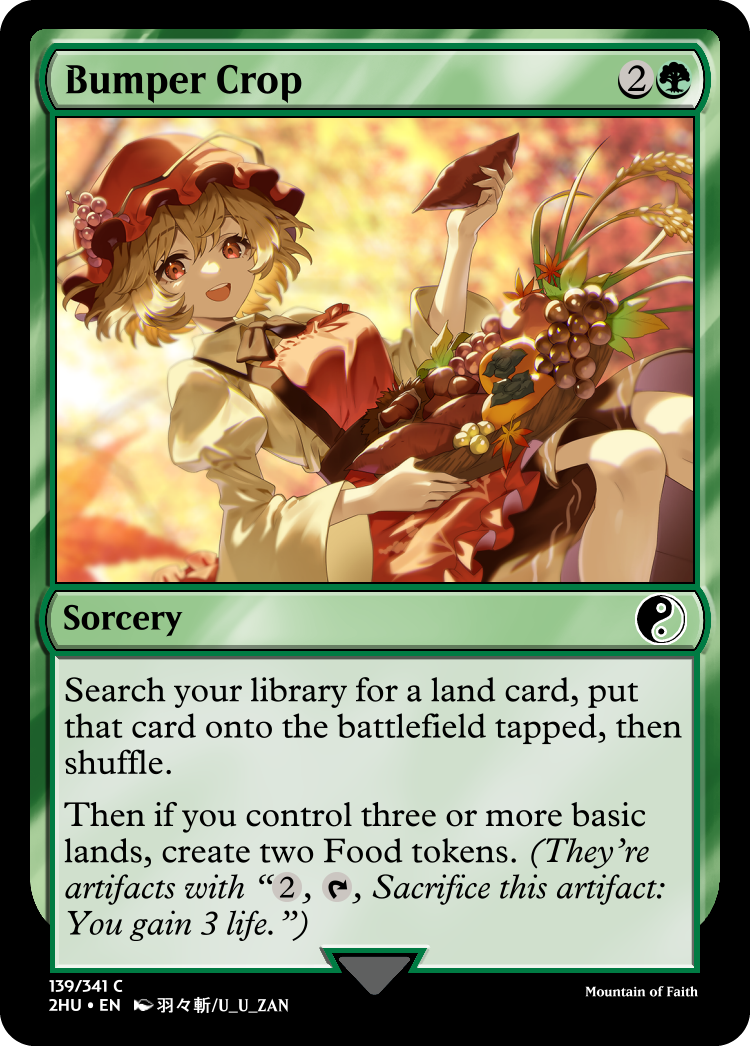 Bumper Crop 2
Sorcery
Search your library for a land card, put
that card onto the battlefield tapped, then
shuffle.
Then if you control three or more basic
lands, create two Food tokens. (They’re
artifacts with “2, , Sacrifice this artifact:
You gain 3 life.”)
139/341 C
2HU • EN 羽々斬/U_U_ZAN
Mountain of Faith